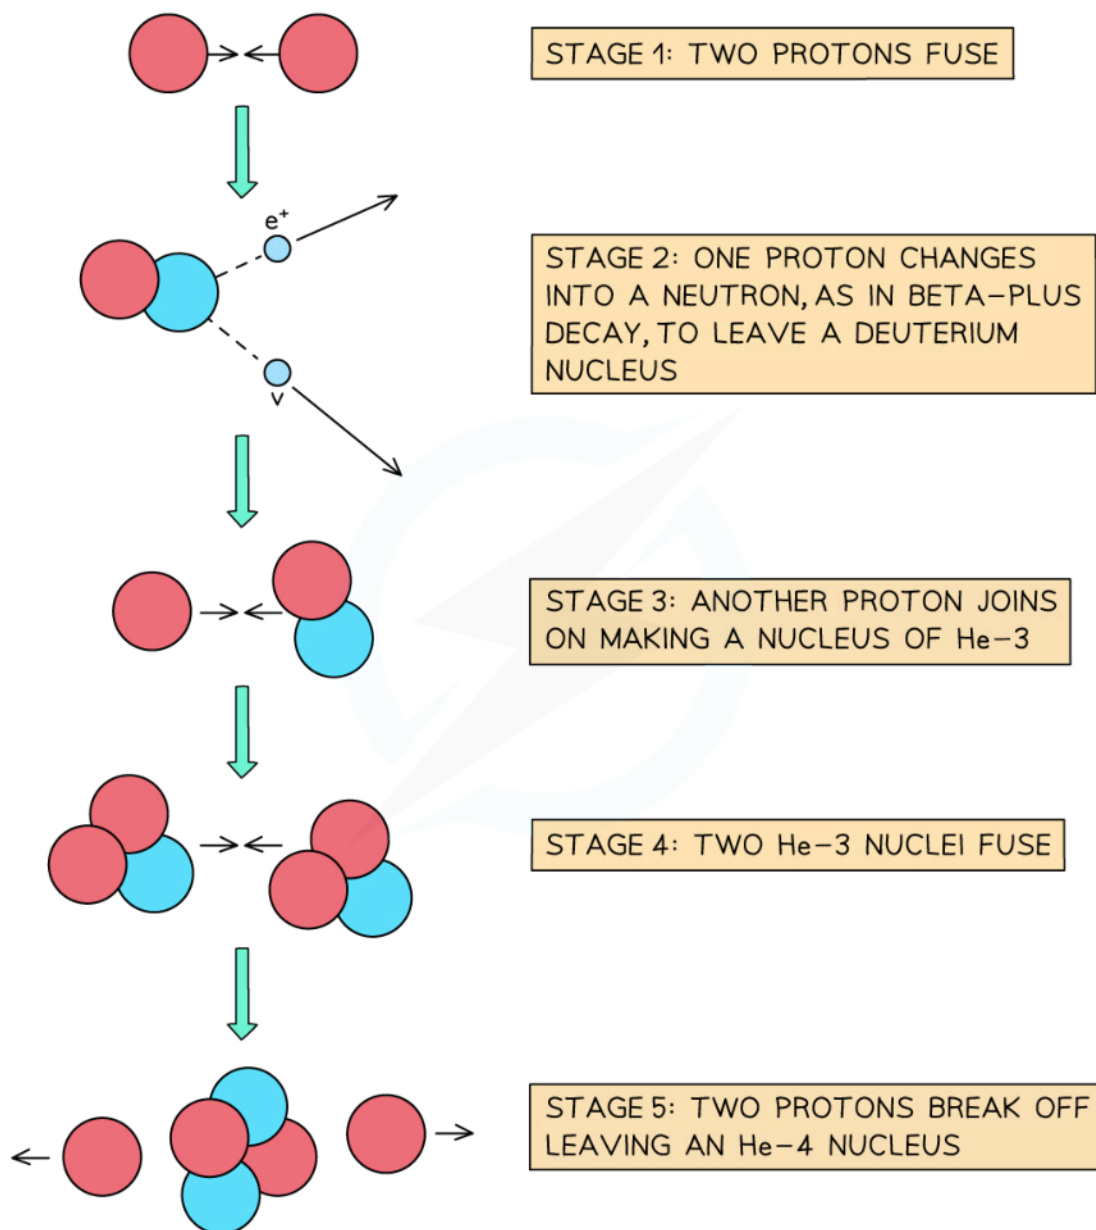 STAGE 1: TWO PROTONS FUSE
e⁺
STAGE 2: ONE PROTON CHANGES
INTO A NEUTRON, AS IN BETA–PLUS
DECAY, TO LEAVE A DEUTERIUM
NUCLEUS
v
STAGE 3: ANOTHER PROTON JOINS
ON MAKING A NUCLEUS OF He–3
STAGE 4: TWO He–3 NUCLEI FUSE
STAGE 5: TWO PROTONS BREAK OFF
LEAVING AN He–4 NUCLEUS